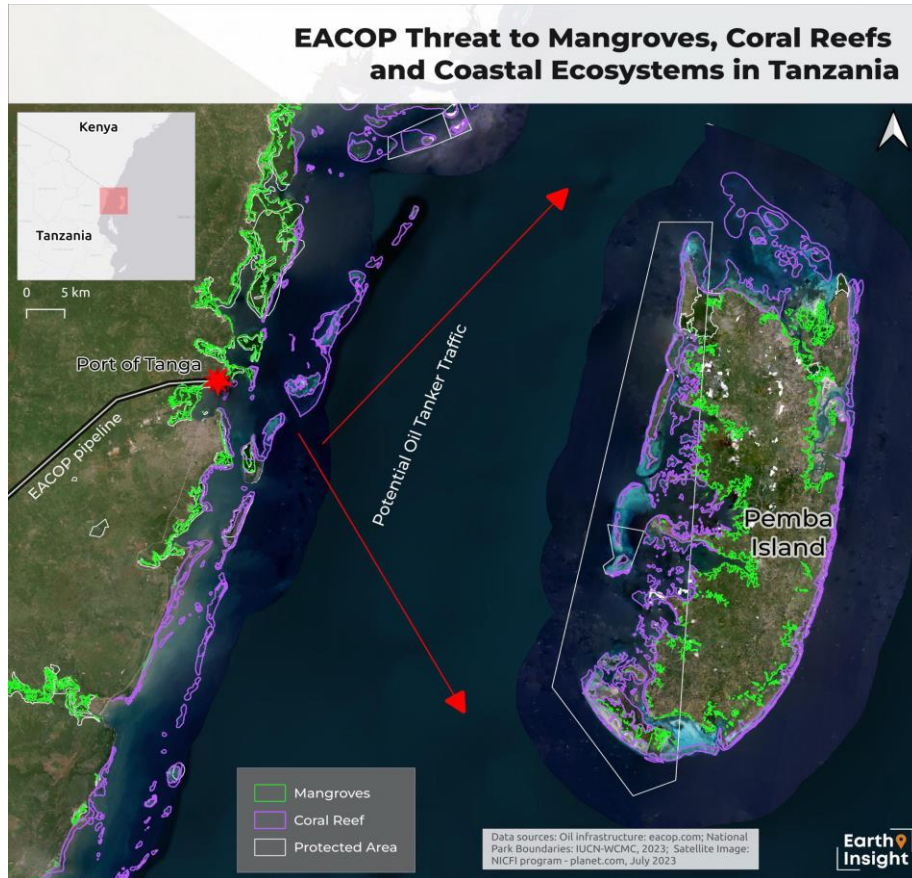 EACOP Threat to Mangroves, Coral Reefs
and Coastal Ecosystems in Tanzania
Kenya
Tanzania
0 5 km
Port of Tanga
EACOP pipeline
Potential Oil Tanker Traffic
Pemba
Island
Mangroves
Coral Reef
Protected Area
Data sources: Oil infrastructure: eacop.com; National
Park Boundaries: IUCN-WCMC, 2023; Satellite Image:
NICFI program - planet.com, July 2023
Earth
Insight